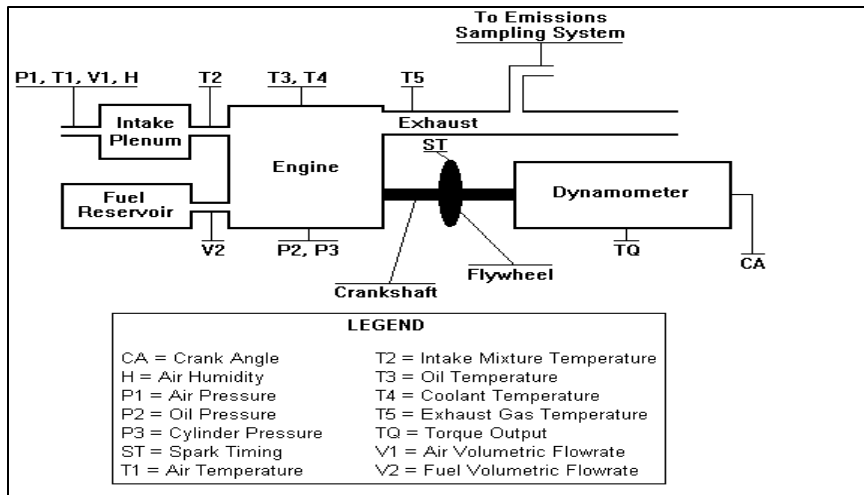 To Emissions
Sampling System
P1, T1, V1, H
T2
T3, T4
T5
Intake
Plenum
Exhaust
ST
Engine
Dynamometer
Fuel
Reservoir
V2
P2, P3
TQ
CA
Flywheel
Crankshaft
LEGEND
CA = Crank Angle
H = Air Humidity
P1 = Air Pressure
P2 = Oil Pressure
P3 = Cylinder Pressure
ST = Spark Timing
T1 = Air Temperature
T2 = Intake Mixture Temperature
T3 = Oil Temperature
T4 = Coolant Temperature
T5 = Exhaust Gas Temperature
TQ = Torque Output
V1 = Air Volumetric Flowrate
V2 = Fuel Volumetric Flowrate